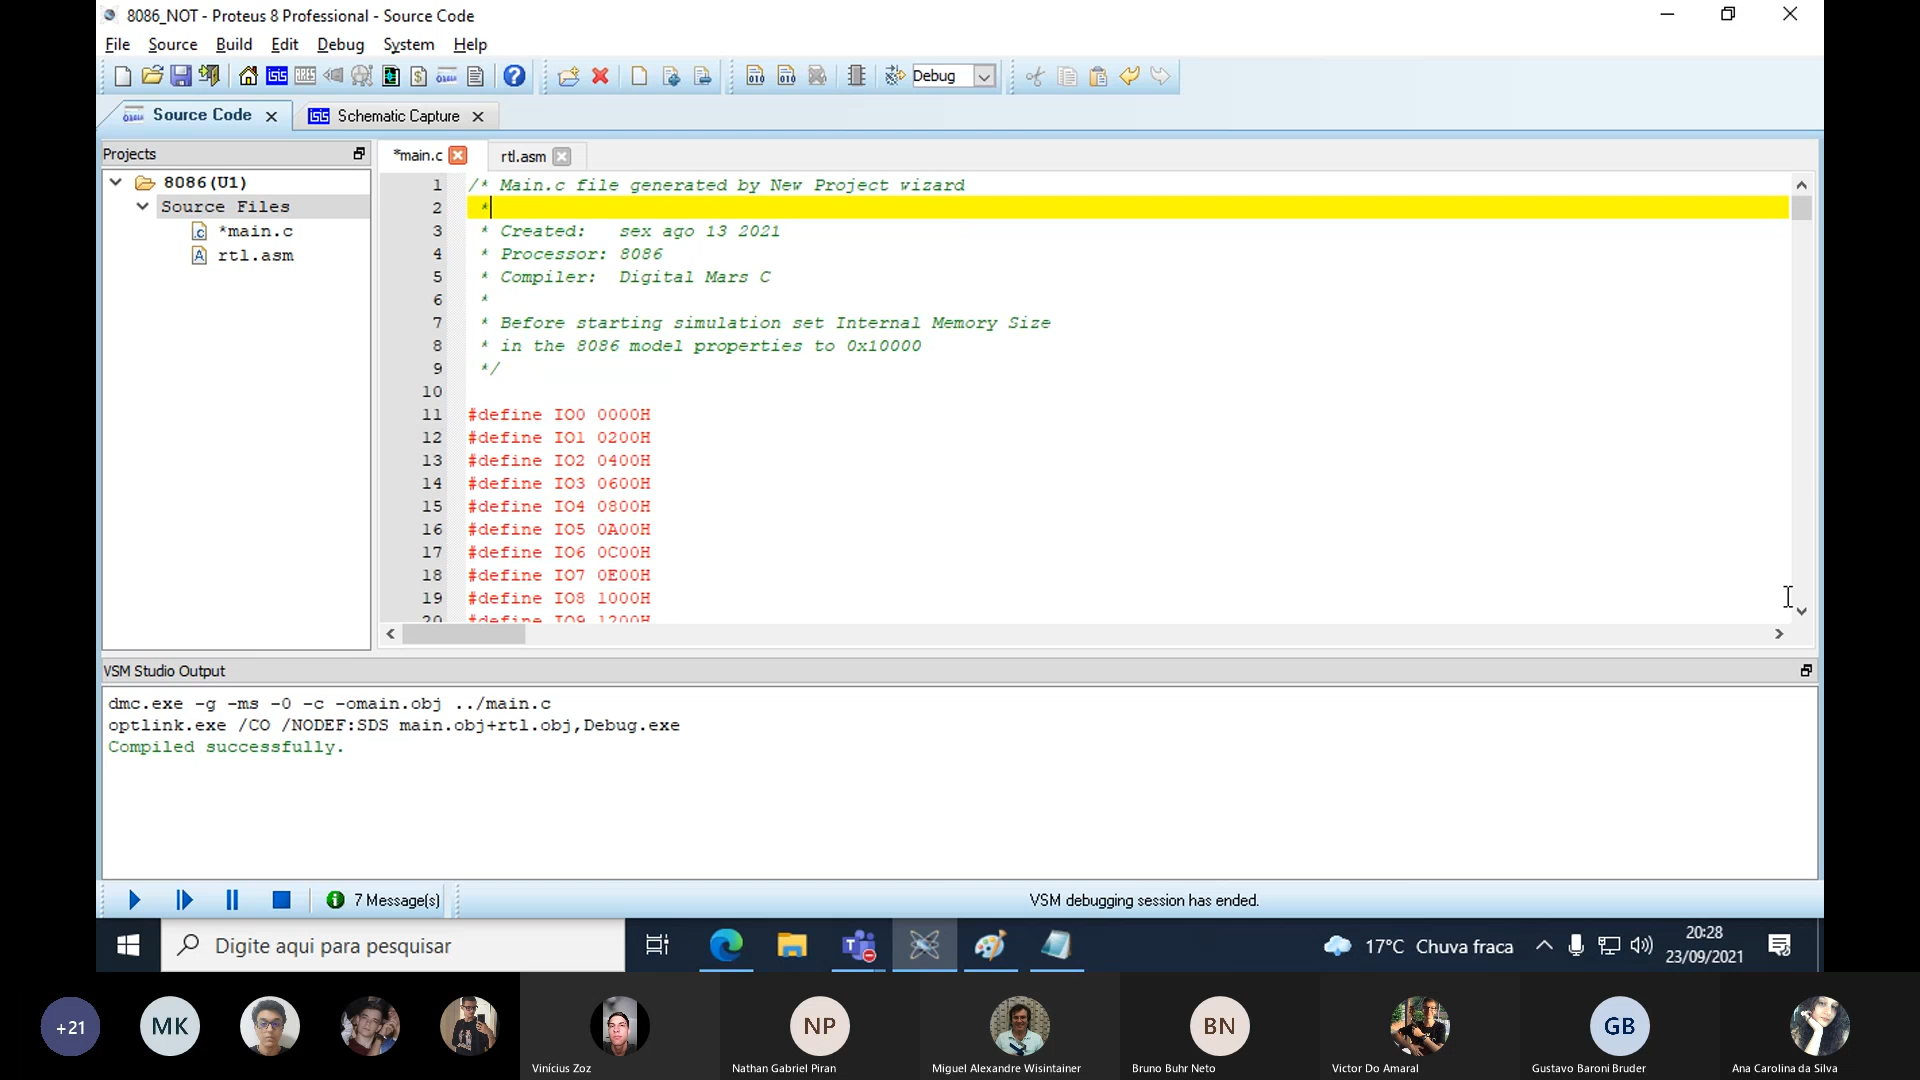 8086_NOT - Proteus 8 Professional - Source Code
File Source Build Edit Debug System Help
Debug
Source Code
Schematic Capture
Projects
*main.c
rtl.asm
8086(U1)
Source Files
*main.c
rtl.asm
1 /* Main.c file generated by New Project wizard
2 *
3 * Created: sex ago 13 2021
4 * Processor: 8086
5 * Compiler: Digital Mars C
6 *
7 * Before starting simulation set Internal Memory Size
8 * in the 8086 model properties to 0x10000
9 */
10
11 #define IO0 0000H
12 #define IO1 0200H
13 #define IO2 0400H
14 #define IO3 0600H
15 #define IO4 0800H
16 #define IO5 0A00H
17 #define IO6 0C00H
18 #define IO7 0E00H
19 #define IO8 1000H
20 #define IO9 1200H
VSM Studio Output
dmc.exe -g -ms -0 -c -omain.obj ../main.c
optlink.exe /CO /NODEF:SDS main.obj+rtl.obj,Debug.exe
Compiled successfully.
7 Message(s)
VSM debugging session has ended.
Digite aqui para pesquisar
17°C Chuva fraca
20:28
23/09/2021
+21
MK
NP
BN
GB
Vinícius Zoz
Nathan Gabriel Piran
Miguel Alexandre Wisintainer
Bruno Buhr Neto
Victor Do Amaral
Gustavo Baroni Bruder
Ana Carolina da Silva